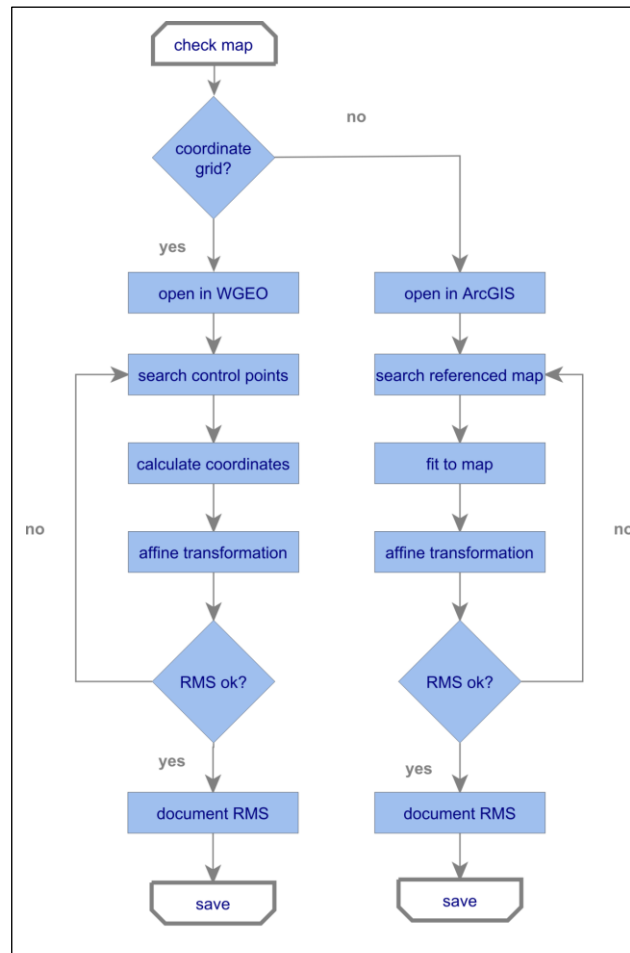 check map
no
coordinate
grid?
yes
open in WGEO
open in ArcGIS
search control points
search referenced map
calculate coordinates
fit to map
no
no
affine transformation
affine transformation
RMS ok?
RMS ok?
yes
yes
document RMS
document RMS
save
save